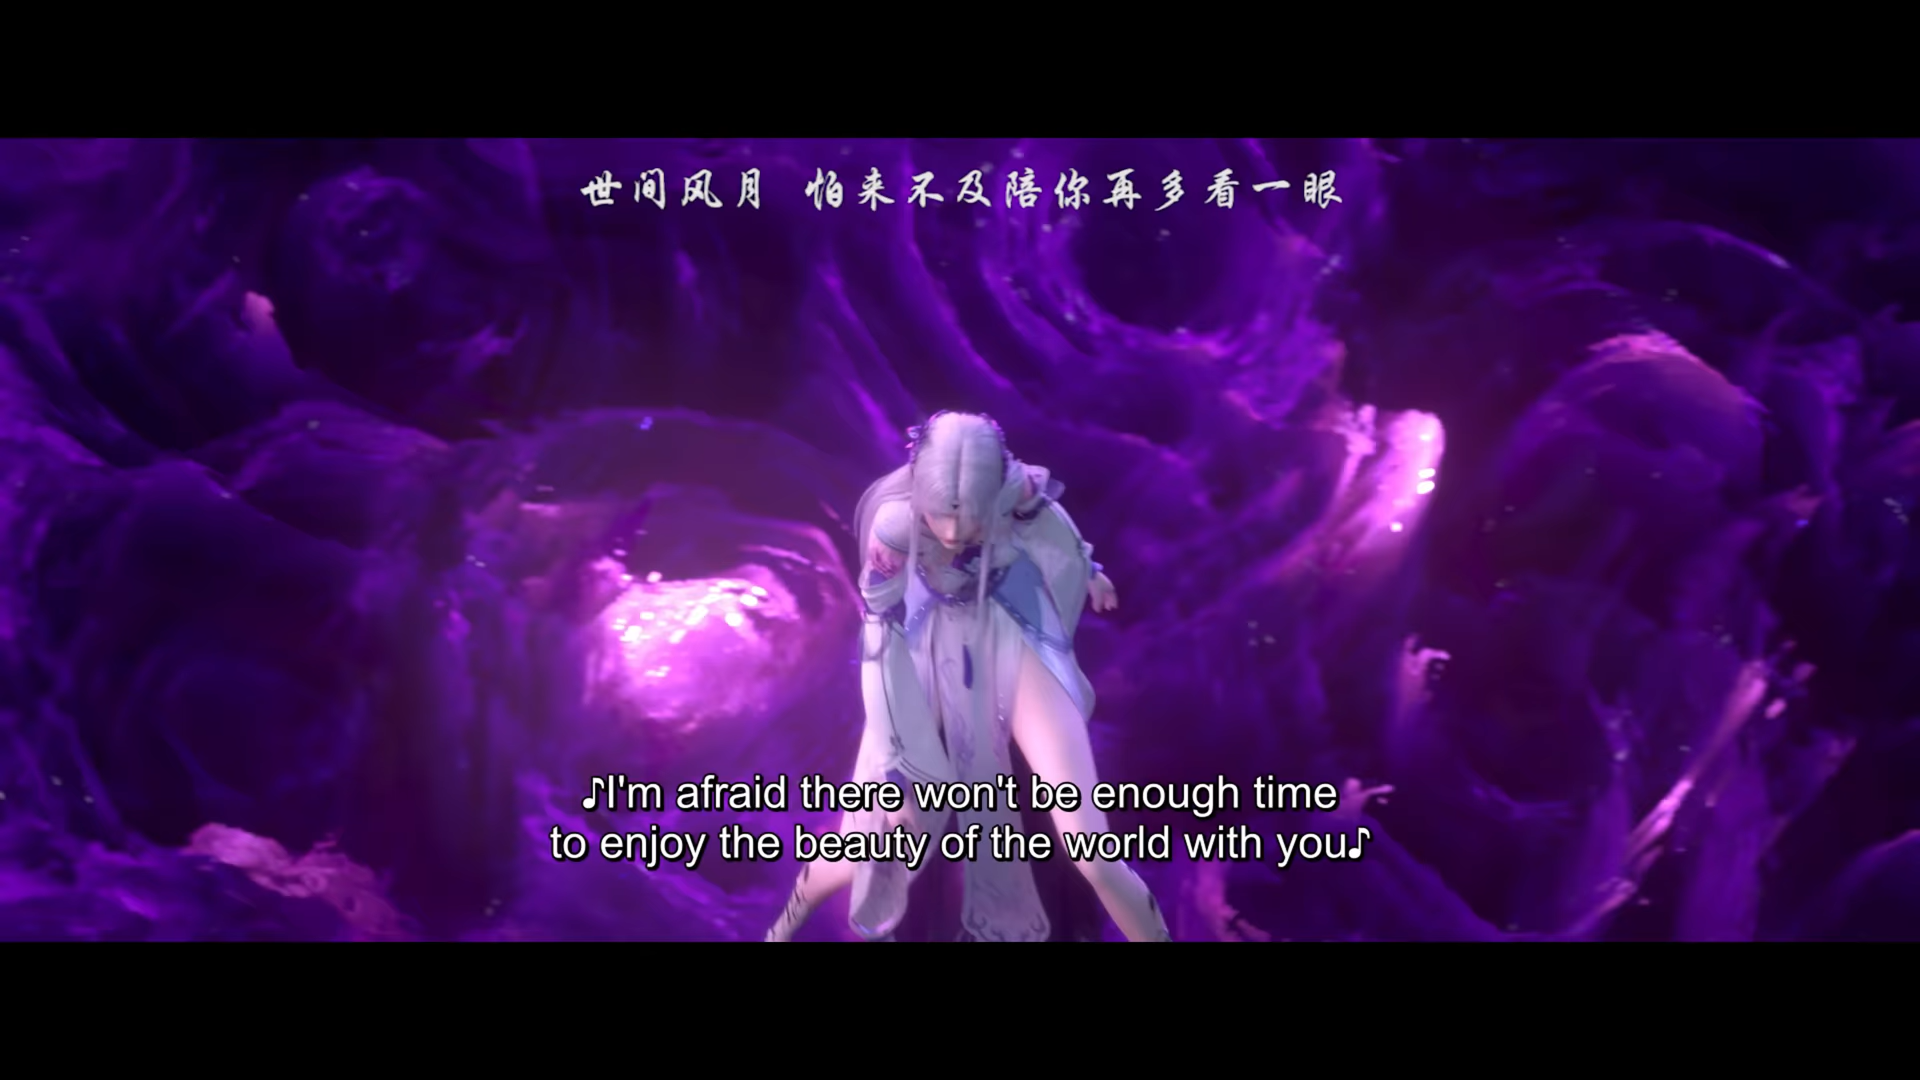 世间风月 怕来不及陪你再多看一眼
♪I'm afraid there won't be enough time
to enjoy the beauty of the world with you♪